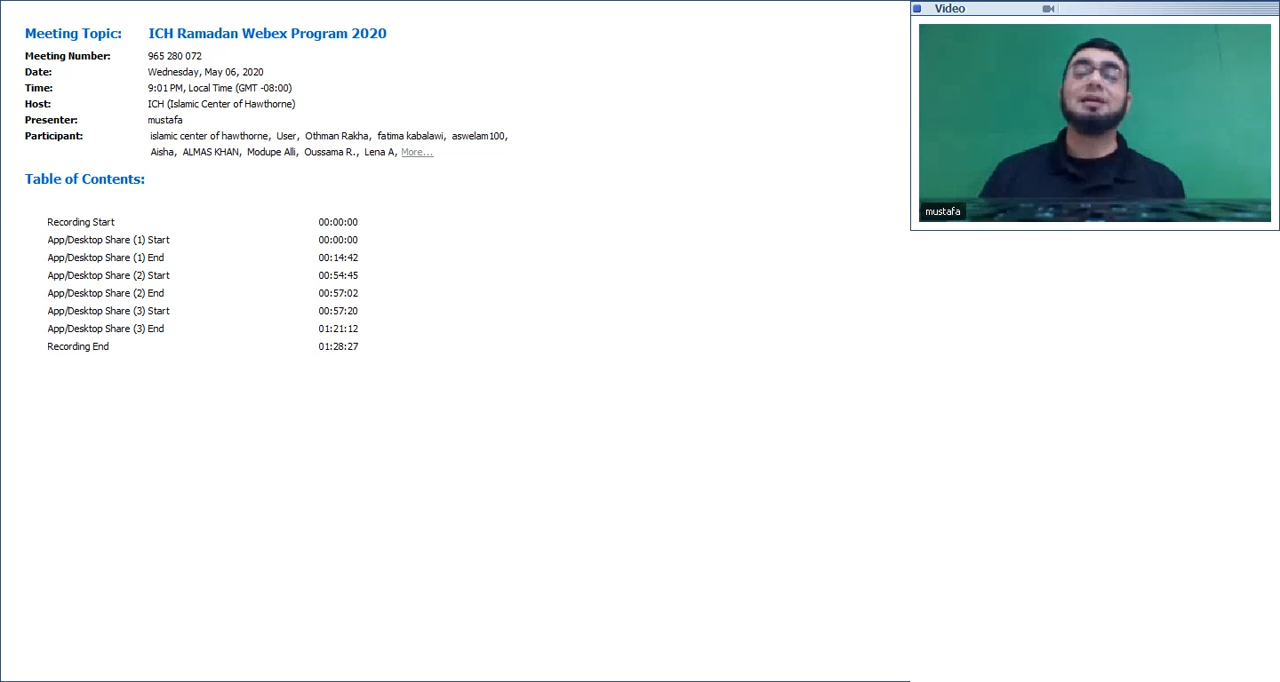 Meeting Topic: ICH Ramadan Webex Program 2020
Meeting Number: 965 280 072
Date: Wednesday, May 06, 2020
Time: 9:01 PM, Local Time (GMT -08:00)
Host: ICH (Islamic Center of Hawthorne)
Presenter: mustafa
Participant: islamic center of hawthorne, User, Othman Rakha, fatima kabalawi, aswelam100,
Aisha, ALMAS KHAN, Modupe Alli, Oussama R., Lena A, More...
Table of Contents:
Recording Start 00:00:00
App/Desktop Share (1) Start 00:00:00
App/Desktop Share (1) End 00:14:42
App/Desktop Share (2) Start 00:54:45
App/Desktop Share (2) End 00:57:02
App/Desktop Share (3) Start 00:57:20
App/Desktop Share (3) End 01:21:12
Recording End 01:28:27
Video
mustafa